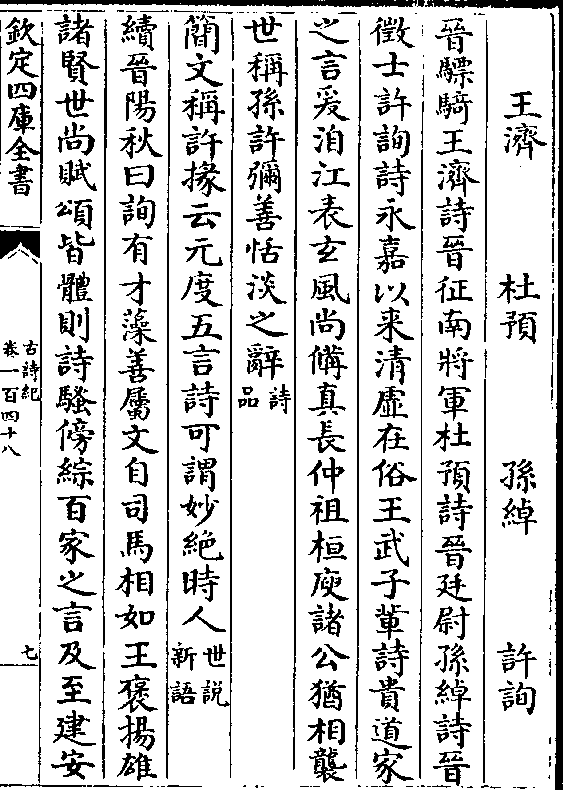 王濟 杜預 孫綽 許詢
晉驃騎王濟詩晉征南將軍杜預詩晉廷尉孫綽詩晉
徵士許詢詩永嘉以来清虛在俗王武子軰詩貴道家
之言爰洎江表玄風尚備真長仲祖桓庾諸公猶相襲
世稱孫許彌善恬淡之辭詩品
簡文稱許掾云元度五言詩可謂妙絶時人世説新語
續晉陽秋曰詢有才藻善屬文自司馬相如王褒揚雄
諸賢世尚賦頌皆體則詩騷傍綜百家之言及至建安
欽定四庫全書
古詩紀
卷一百四十八
七